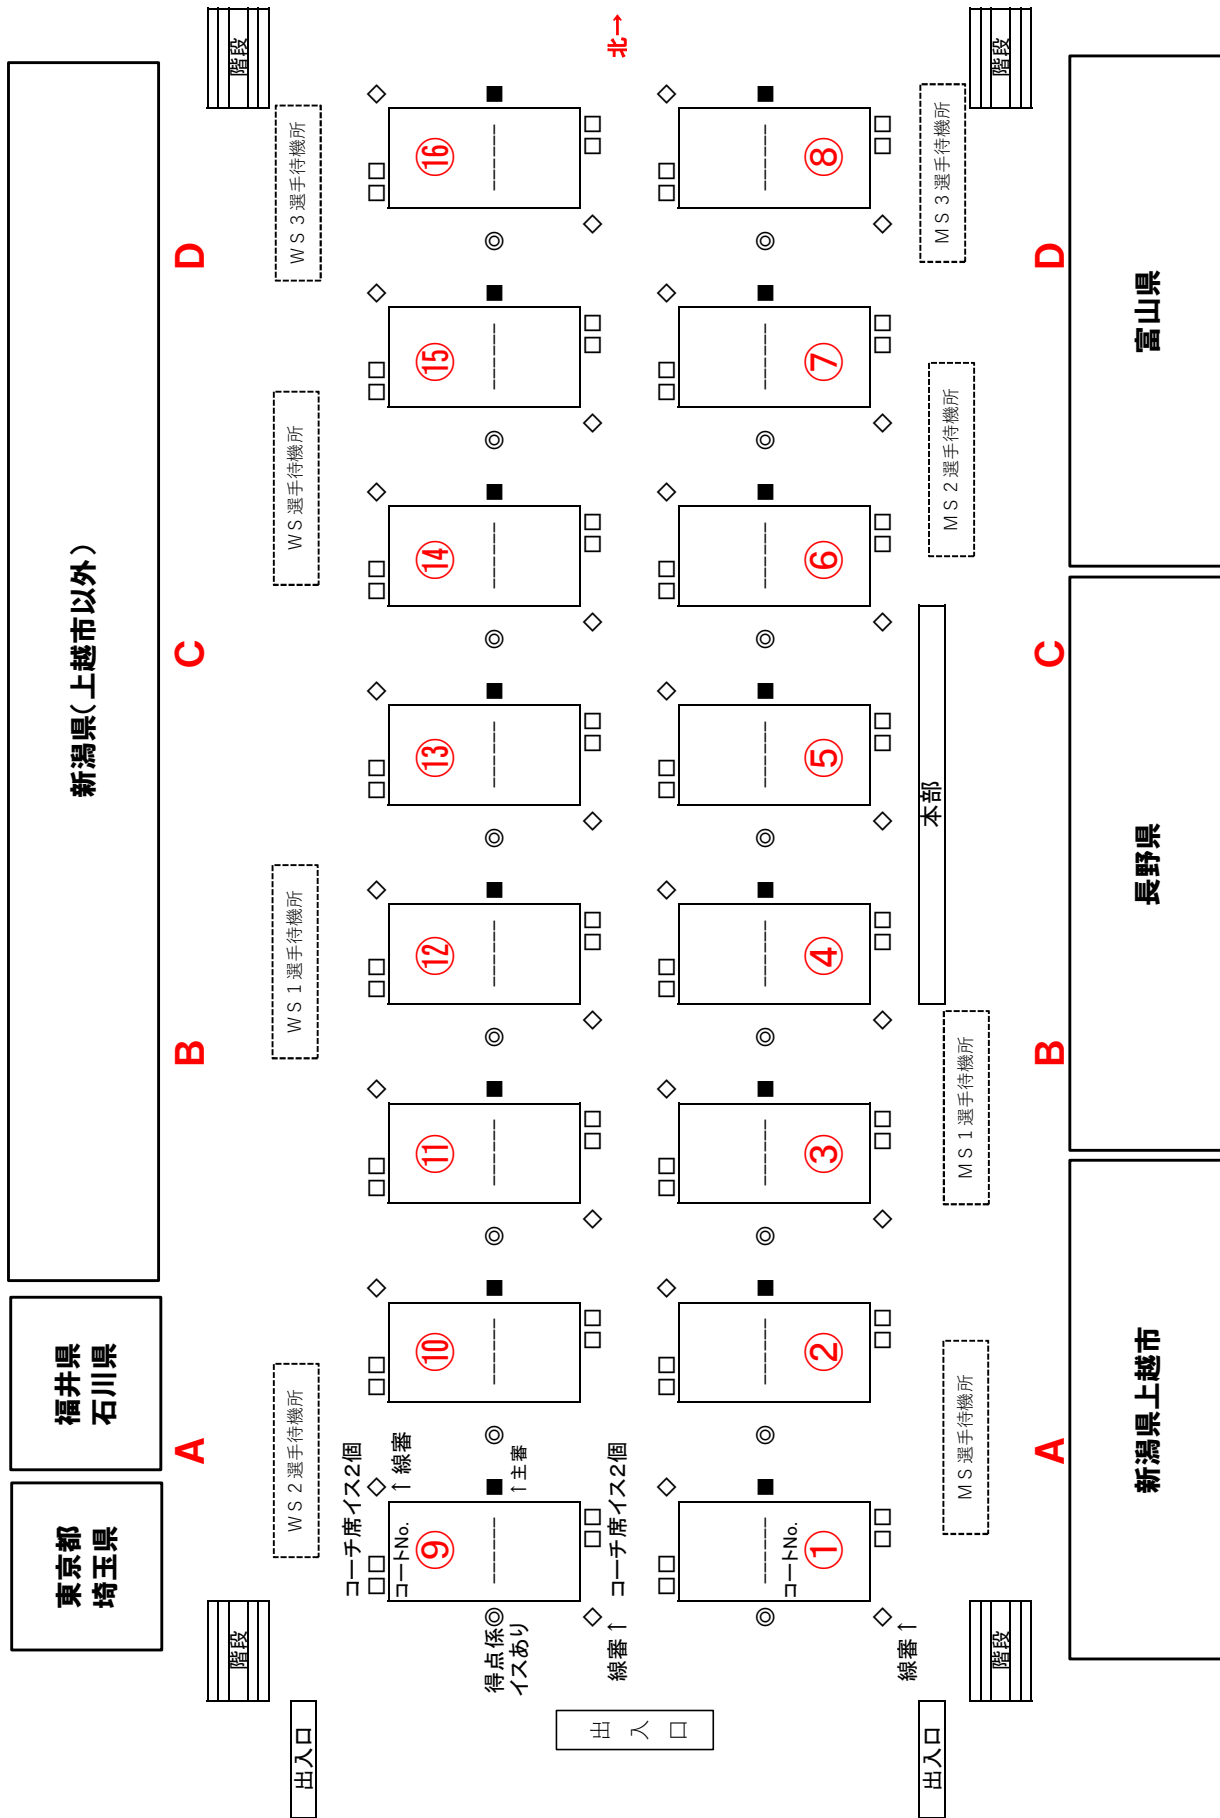 新潟県(上越市以外)
福井県
石川県
東京都
埼玉県
階段
階段
A
B
C
D
WS2選手待機所
WS1選手待機所
WS選手待機所
WS3選手待機所
コーチ席イス2個
↑線審
コートNo.
⑨
⑩
⑪
⑫
⑬
⑭
⑮
⑯
↑主審
得点係
イスあり
線審↑
コーチ席イス2個
北→
コートNo.
①
②
③
④
⑤
⑥
⑦
⑧
線審↑
本部
MS選手待機所
MS1選手待機所
MS2選手待機所
MS3選手待機所
階段
階段
A
B
C
D
新潟県上越市
長野県
富山県
出入口
出入口
出入口